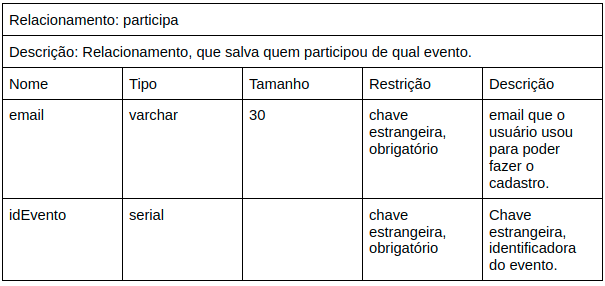 Relacionamento: participa
Descrição: Relacionamento, que salva quem participou de qual evento.
Nome Tipo Tamanho Restrição Descrição
email varchar 30 chave estrangeira, obrigatório email que o usuário usou para poder fazer o cadastro.
idEvento serial chave estrangeira, obrigatório Chave estrangeira, identificadora do evento.